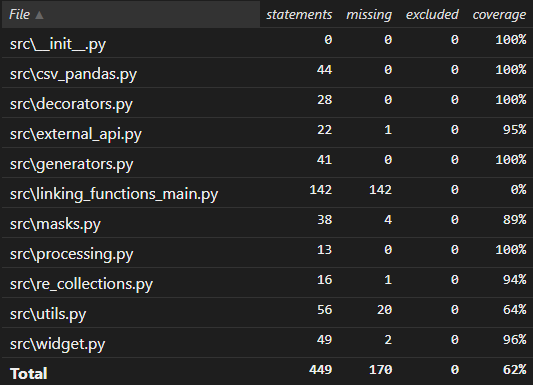 File ▲ statements missing excluded coverage
src\__init__.py 0 0 0 100%
src\csv_pandas.py 44 0 0 100%
src\decorators.py 28 0 0 100%
src\external_api.py 22 1 0 95%
src\generators.py 41 0 0 100%
src\linking_functions_main.py 142 142 0 0%
src\masks.py 38 4 0 89%
src\processing.py 13 0 0 100%
src\re_collections.py 16 1 0 94%
src\utils.py 56 20 0 64%
src\widget.py 49 2 0 96%
Total 449 170 0 62%